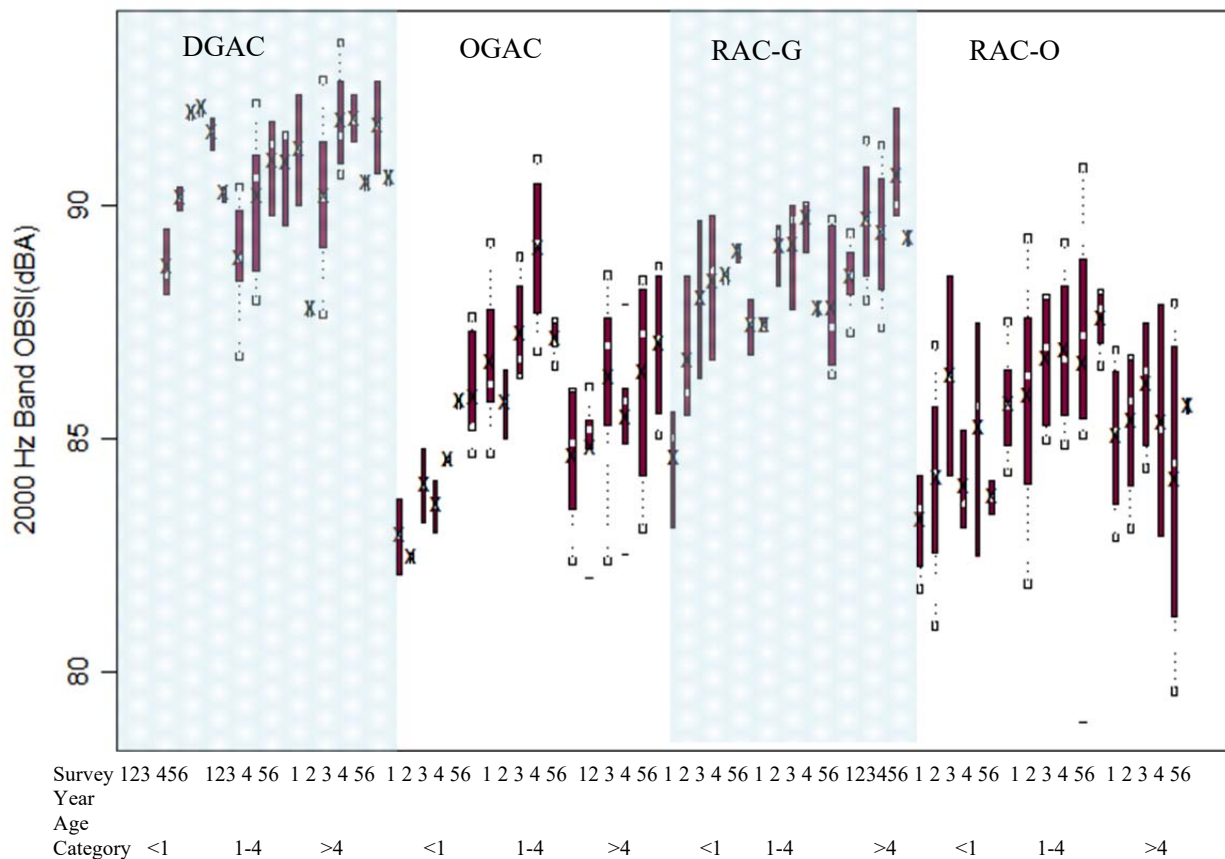 DGAC OGAC RAC-G RAC-O
90
85
80
2000 Hz Band OBSI(dBA)
Survey 123 456 123 4 56 1 2 3 4 56 1 2 3 4 56 1 2 3 4 56 12 3 4 56 1 2 3 4 56 1 2 3 4 56 123456 1 2 3 4 56 1 2 3 4 56 1 2 3 4 56
Year
Age
Category <1 1-4 >4 <1 1-4 >4 <1 1-4 >4 <1 1-4 >4